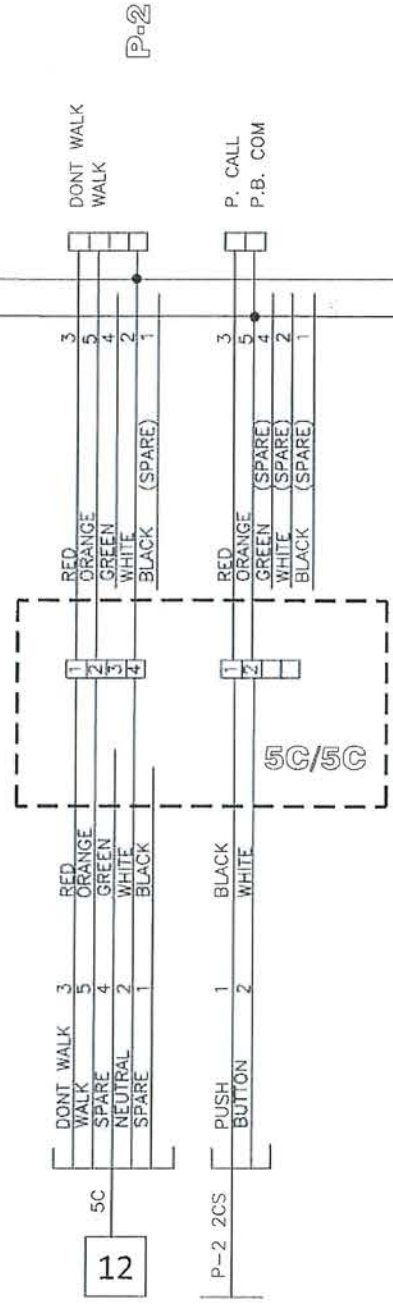 P-2
DONT WALK
WALK
3 RED
5 ORANGE
4 GREEN
2 WHITE
1 BLACK (SPARE)
1
2
3
4
RED
ORANGE
GREEN
WHITE
BLACK
DONT WALK 3
WALK 5
SPARE 4
NEUTRAL 2
SPARE 1
5C
12
P. CALL
P.B. COM
3 RED
5 ORANGE
4 GREEN (SPARE)
2 WHITE (SPARE)
1 BLACK (SPARE)
1
2
5C/5C
BLACK
WHITE
PUSH 1
BUTTON 2
P-2 2CS